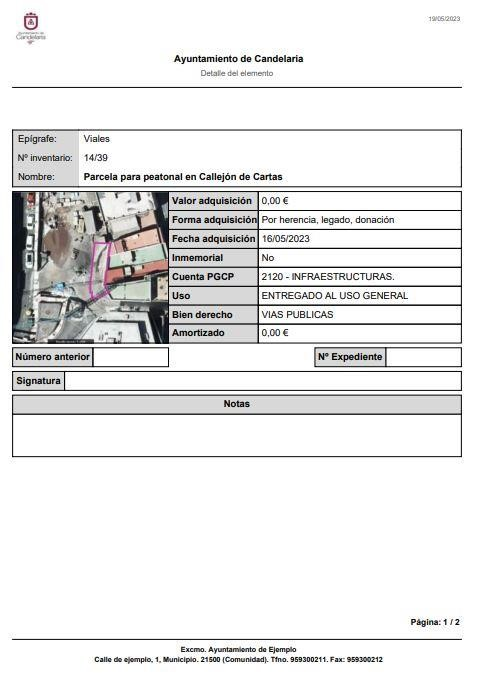 19/05/2023
Ayuntamiento de
Candelaria
Ayuntamiento de Candelaria
Detalle del elemento
Epígrafe: Viales
Nº inventario: 14/39
Nombre: Parcela para peatonal en Callejón de Cartas
Valor adquisición 0,00 €
Forma adquisición Por herencia, legado, donación
Fecha adquisición 16/05/2023
Inmemorial No
Cuenta PGCP 2120 - INFRAESTRUCTURAS.
Uso ENTREGADO AL USO GENERAL
Bien derecho VIAS PUBLICAS
Amortizado 0,00 €
Número anterior Nº Expediente
Signatura
Notas
Página: 1 / 2
Excmo. Ayuntamiento de Ejemplo
Calle de ejemplo, 1, Municipio. 21500 (Comunidad). Tfno. 959300211. Fax: 959300212